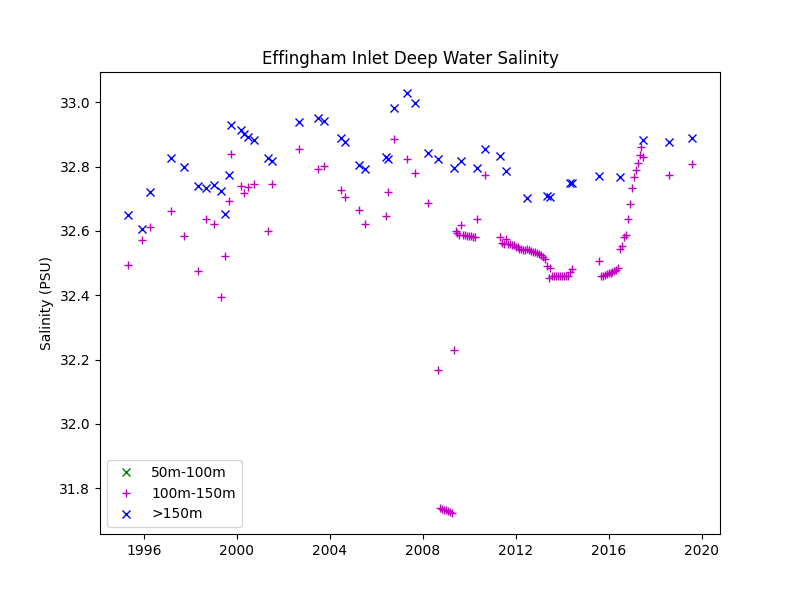 Effingham Inlet Deep Water Salinity
Salinity (PSU)
33.0
32.8
32.6
32.4
32.2
32.0
31.8
50m-100m
100m-150m
>150m
1996
2000
2004
2008
2012
2016
2020